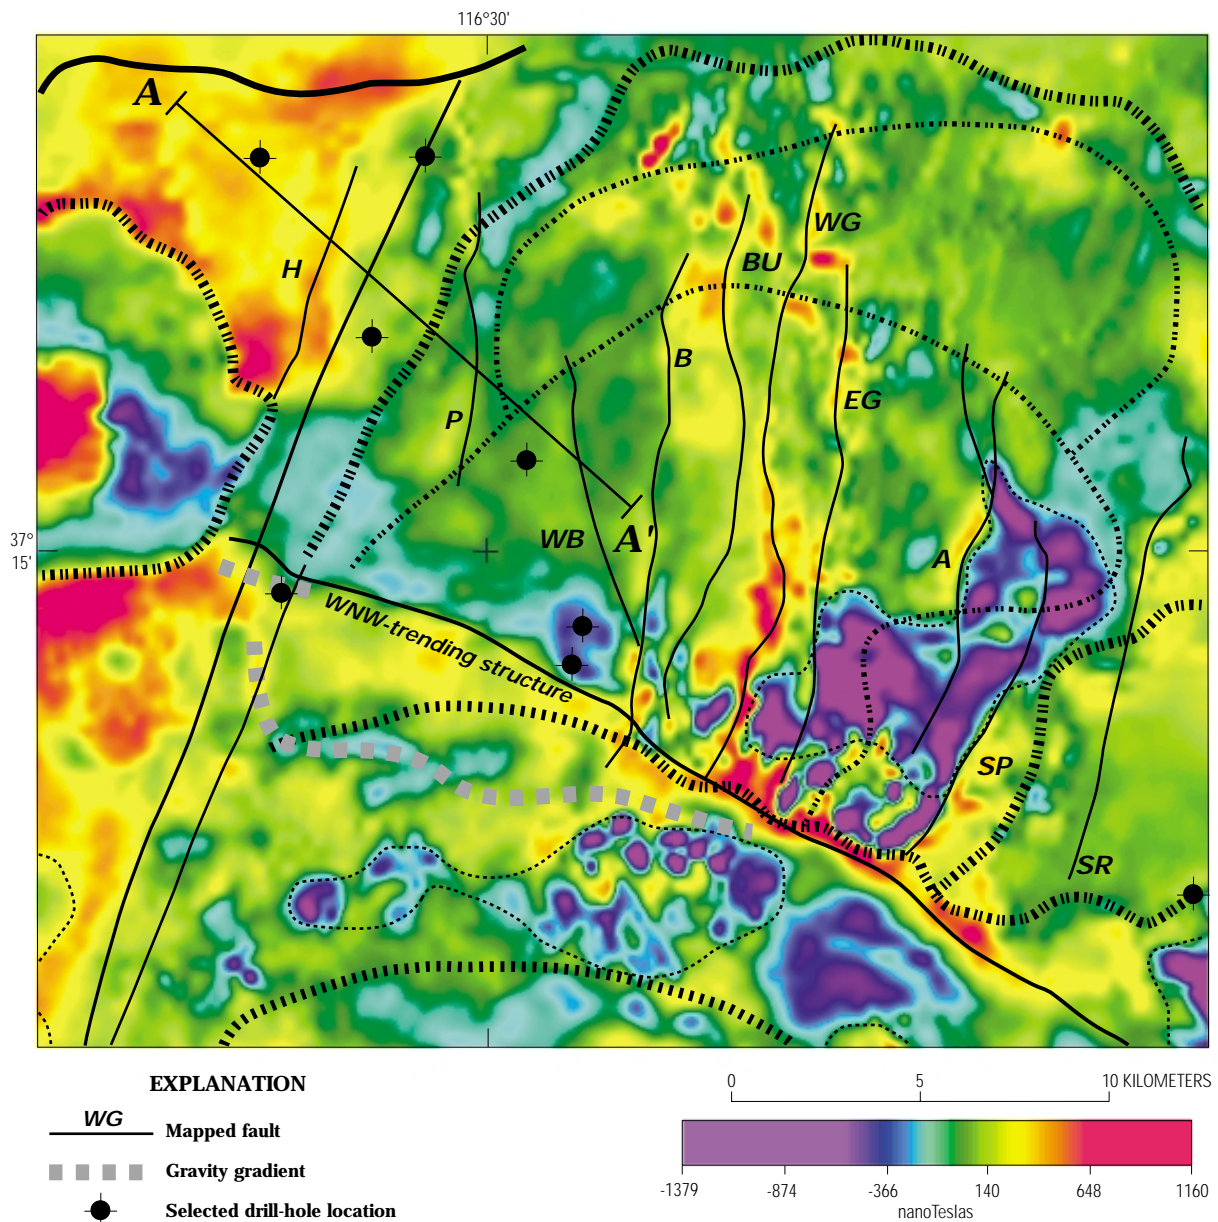 116°30'
A
WG
H
BU
B
EG
P
37°
15'
WB
A'
A
WNW-trending structure
SP
SR
EXPLANATION
WG
Mapped fault
Gravity gradient
Selected drill-hole location
0 5 10 KILOMETERS
-1379 -874 -366 140 648 1160
nanoTeslas